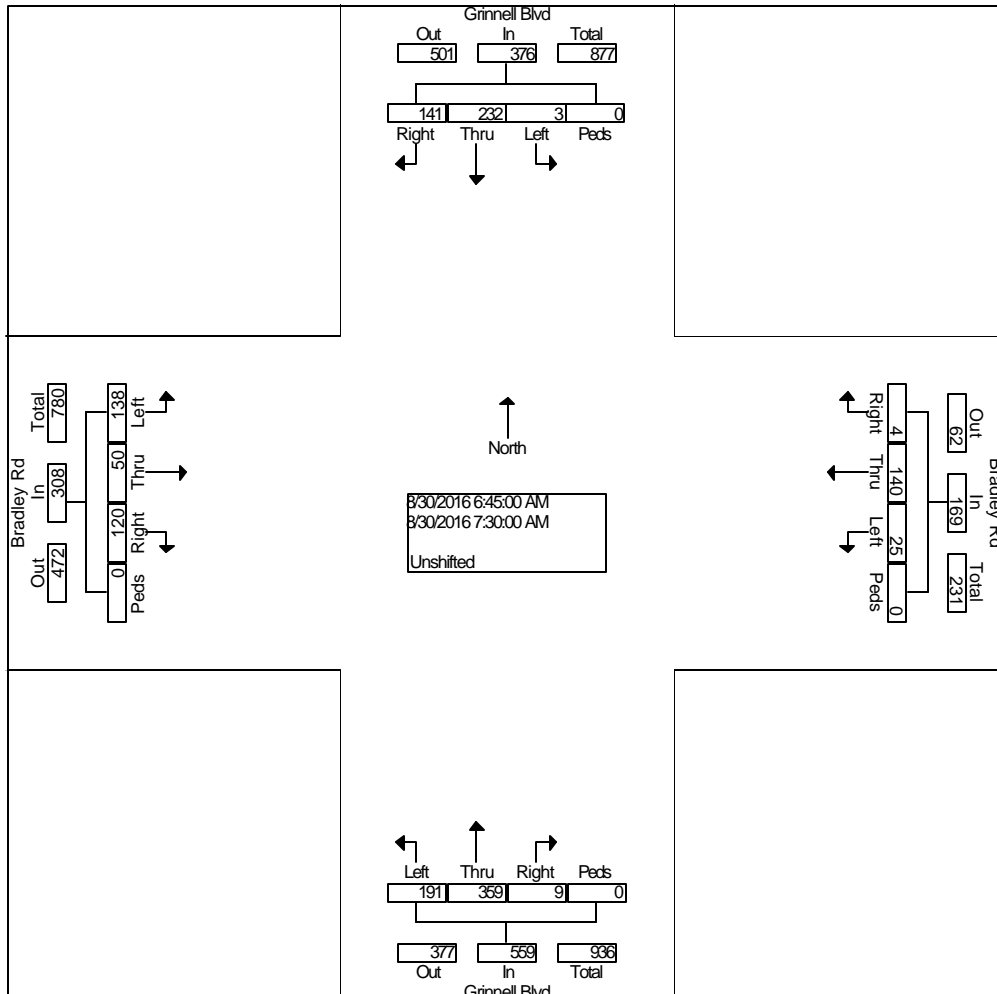 Grinnell Blvd
Out In Total
501 376 877
141 232 3 0
Right Thru Left Peds
Bradley Rd
Total In Out
780 308 472
138 50 120 0
Left Thru Right Peds
North
8/30/2016 6:45:00 AM
8/30/2016 7:30:00 AM
Unshifted
Right Thru Left Peds
4 140 25 0
Out In Total
62 169 231
Bradley Rd
Left Thru Right Peds
191 359 9 0
377 559 936
Out In Total
Grinnell Blvd